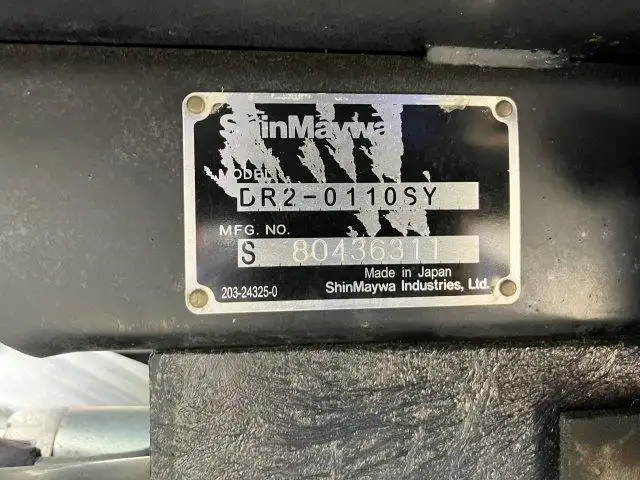 ShinMaywa
MODEL
DR2-0110SY
MFG. NO.
S 80436311
Made in Japan
203-24325-0
ShinMaywa Industries, Ltd.